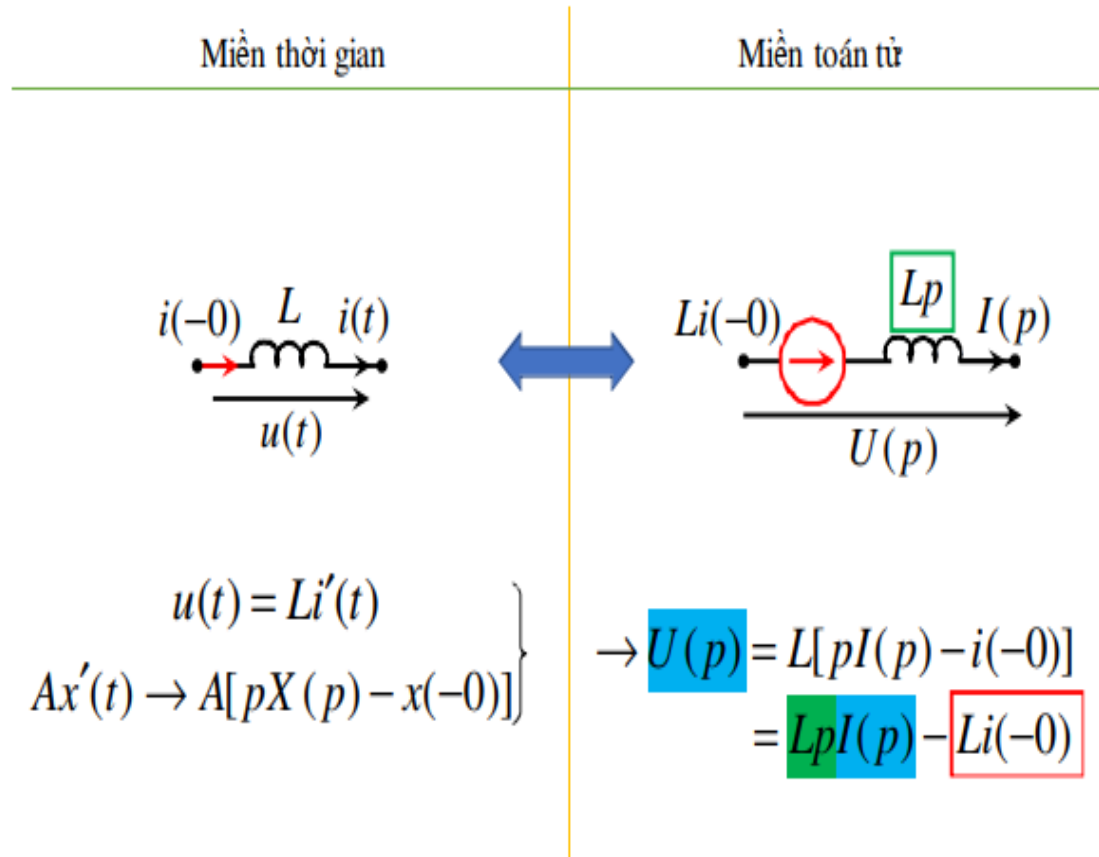 Miền thời gian
Miền toán tử
i(−0) L i(t)
u(t)
Li(−0) Lp I(p)
U(p)
u(t) = Li′(t)
Ax′(t) → A[pX(p) − x(−0)]
→ U(p) = L[pI(p) − i(−0)]
= LpI(p) − Li(−0)